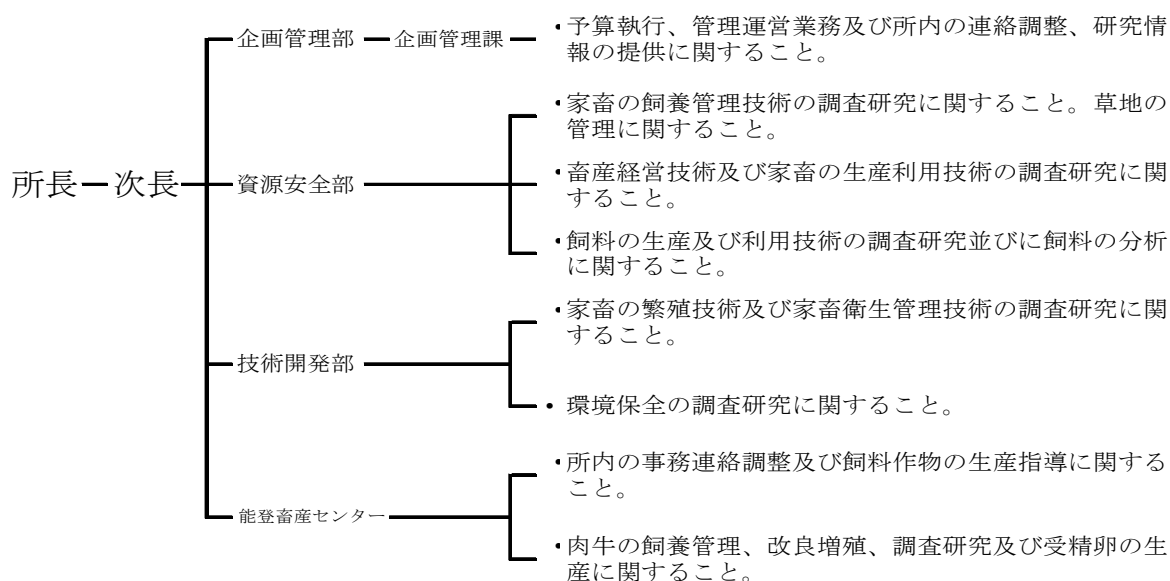 企画管理部
企画管理課
・予算執行、管理運営業務及び所内の連絡調整、研究情
報の提供に関すること。
・家畜の飼養管理技術の調査研究に関すること。草地の
管理に関すること。
所長
次長
資源安全部
・畜産経営技術及び家畜の生産利用技術の調査研究に関
すること。
・飼料の生産及び利用技術の調査研究並びに飼料の分析
に関すること。
・家畜の繁殖技術及び家畜衛生管理技術の調査研究に関
すること。
技術開発部
・環境保全の調査研究に関すること。
・所内の事務連絡調整及び飼料作物の生産指導に関する
こと。
能登畜産センター
・肉牛の飼養管理、改良増殖、調査研究及び受精卵の生
産に関すること。